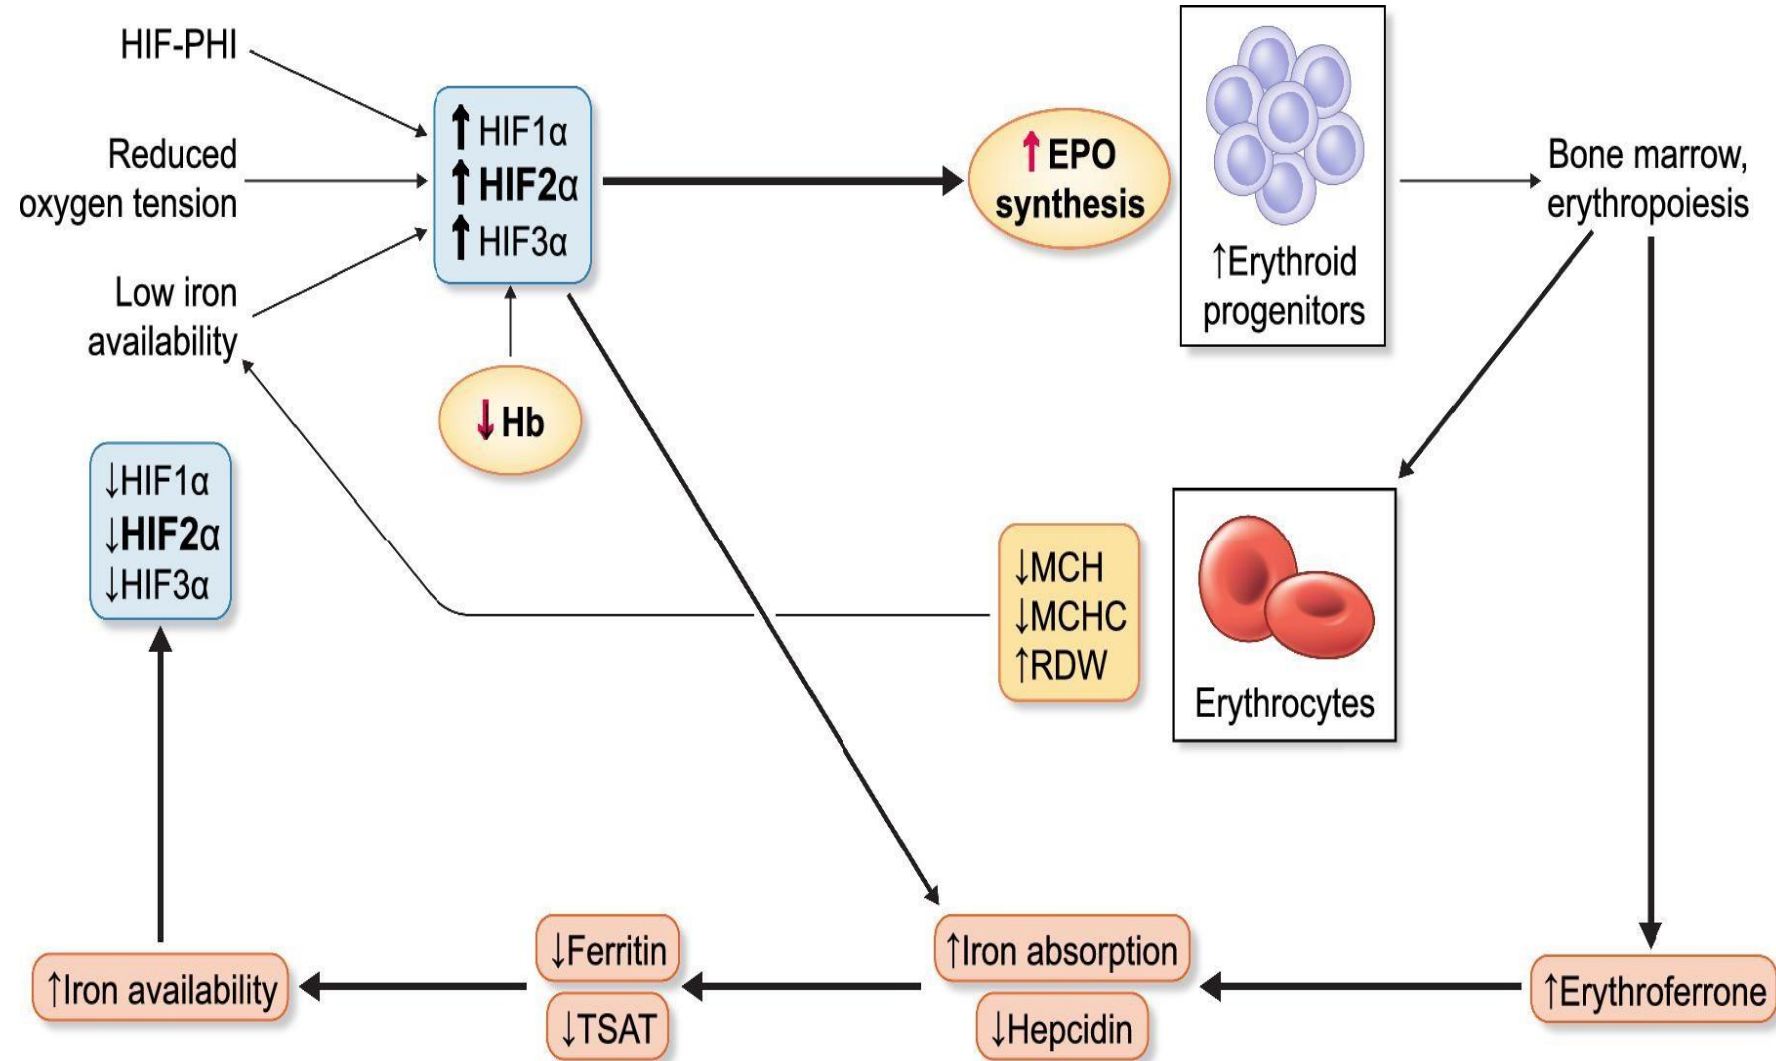 HIF-PHI
Reduced
oxygen tension
Low iron
availability
↑ HIF1α
↑ HIF2α
↑ HIF3α
↓ Hb
↑ EPO
synthesis
↑Erythroid
progenitors
Bone marrow,
erythropoiesis
↓HIF1α
↓HIF2α
↓HIF3α
↓MCH
↓MCHC
↑RDW
Erythrocytes
↑Iron availability
↓Ferritin
↓TSAT
↑Iron absorption
↓Hepcidin
↑Erythroferrone